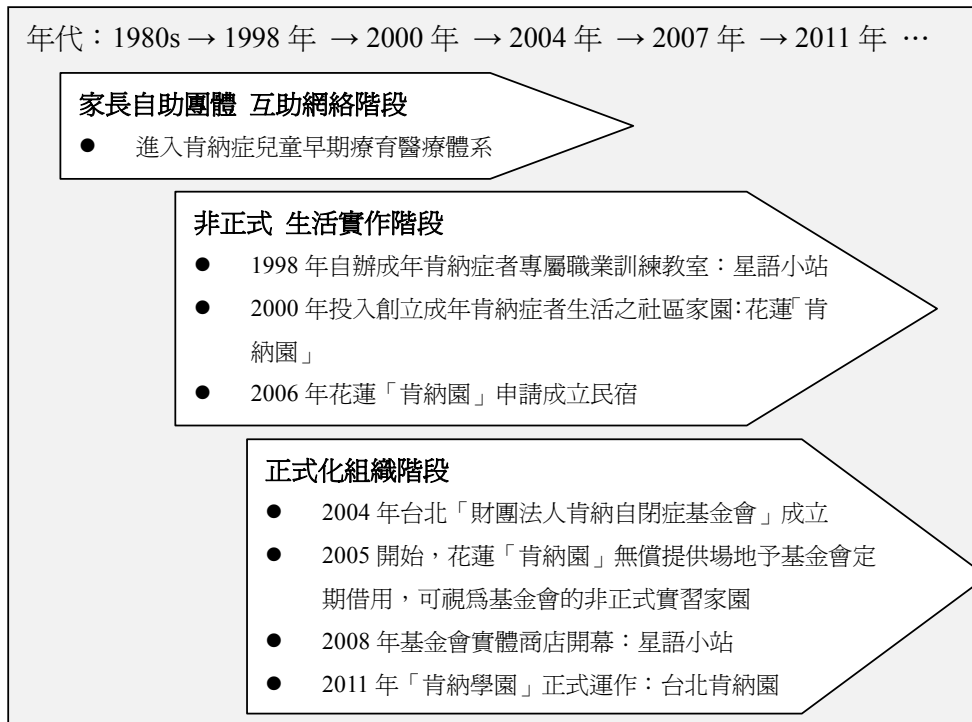 年代：1980s → 1998 年 → 2000 年 → 2004 年 → 2007 年 → 2011 年 …
家長自助團體 互助網絡階段
● 進入肯納症兒童早期療育醫療體系
非正式 生活實作階段
● 1998 年自辦成年肯納症者專屬職業訓練教室：星語小站
● 2000 年投入創立成年肯納症者生活之社區家園：花蓮「肯
納園」
● 2006 年花蓮「肯納園」申請成立民宿
正式化組織階段
● 2004 年台北「財團法人肯納自閉症基金會」成立
● 2005 開始，花蓮「肯納園」無償提供場地予基金會定
期借用，可視為基金會的非正式實習家園
● 2008 年基金會實體商店開幕：星語小站
● 2011 年「肯納學園」正式運作：台北肯納園